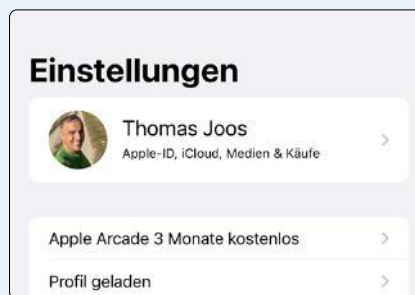 Einstellungen
Thomas Joos
Apple-ID, iCloud, Medien & Käufe
Apple Arcade 3 Monate kostenlos
Profil geladen